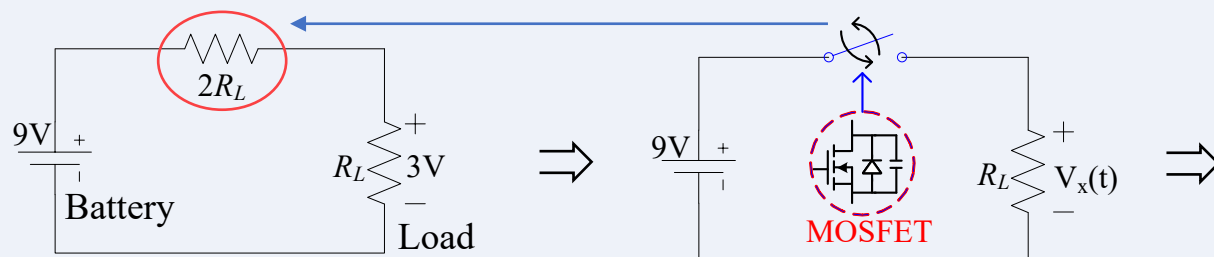 2R_L
9V
+
-
Battery
R_L
+
3V
−
Load
9V
+
-
MOSFET
R_L
+
V_x(t)
−